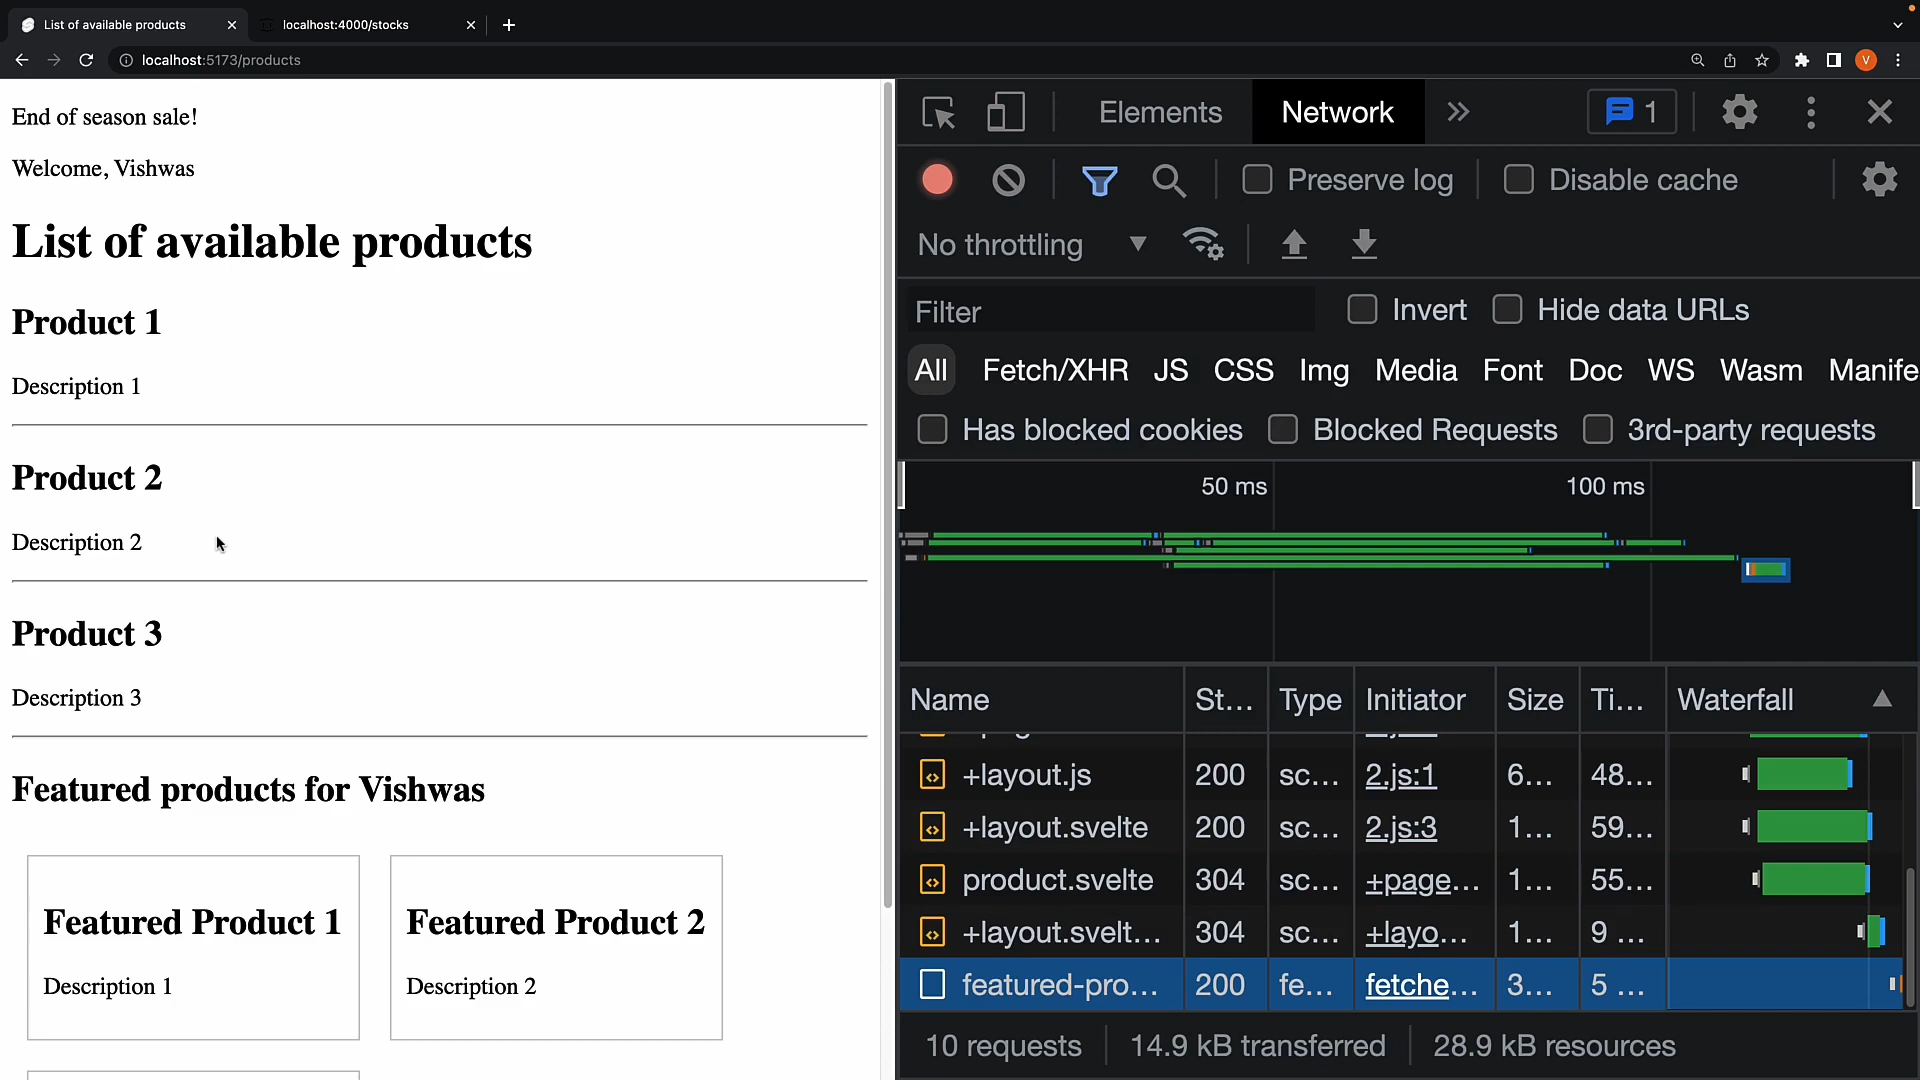 List of available products
localhost:4000/stocks
localhost:5173/products
V
End of season sale!
Welcome, Vishwas
List of available products
Product 1
Description 1
Product 2
Description 2
Product 3
Description 3
Featured products for Vishwas
Featured Product 1
Description 1
Featured Product 2
Description 2
Elements
Network
1
Preserve log
Disable cache
No throttling
Filter
Invert
Hide data URLs
All Fetch/XHR JS CSS Img Media Font Doc WS Wasm Manife
Has blocked cookies
Blocked Requests
3rd-party requests
50 ms
100 ms
Name St... Type Initiator Size Ti... Waterfall
+layout.js 200 sc... 2.js:1 6... 48...
+layout.svelte 200 sc... 2.js:3 1... 59...
product.svelte 304 sc... +page... 1... 55...
+layout.svelt... 304 sc... +layo... 1... 9 ...
featured-pro... 200 fe... fetche... 3... 5 ...
10 requests
14.9 kB transferred
28.9 kB resources